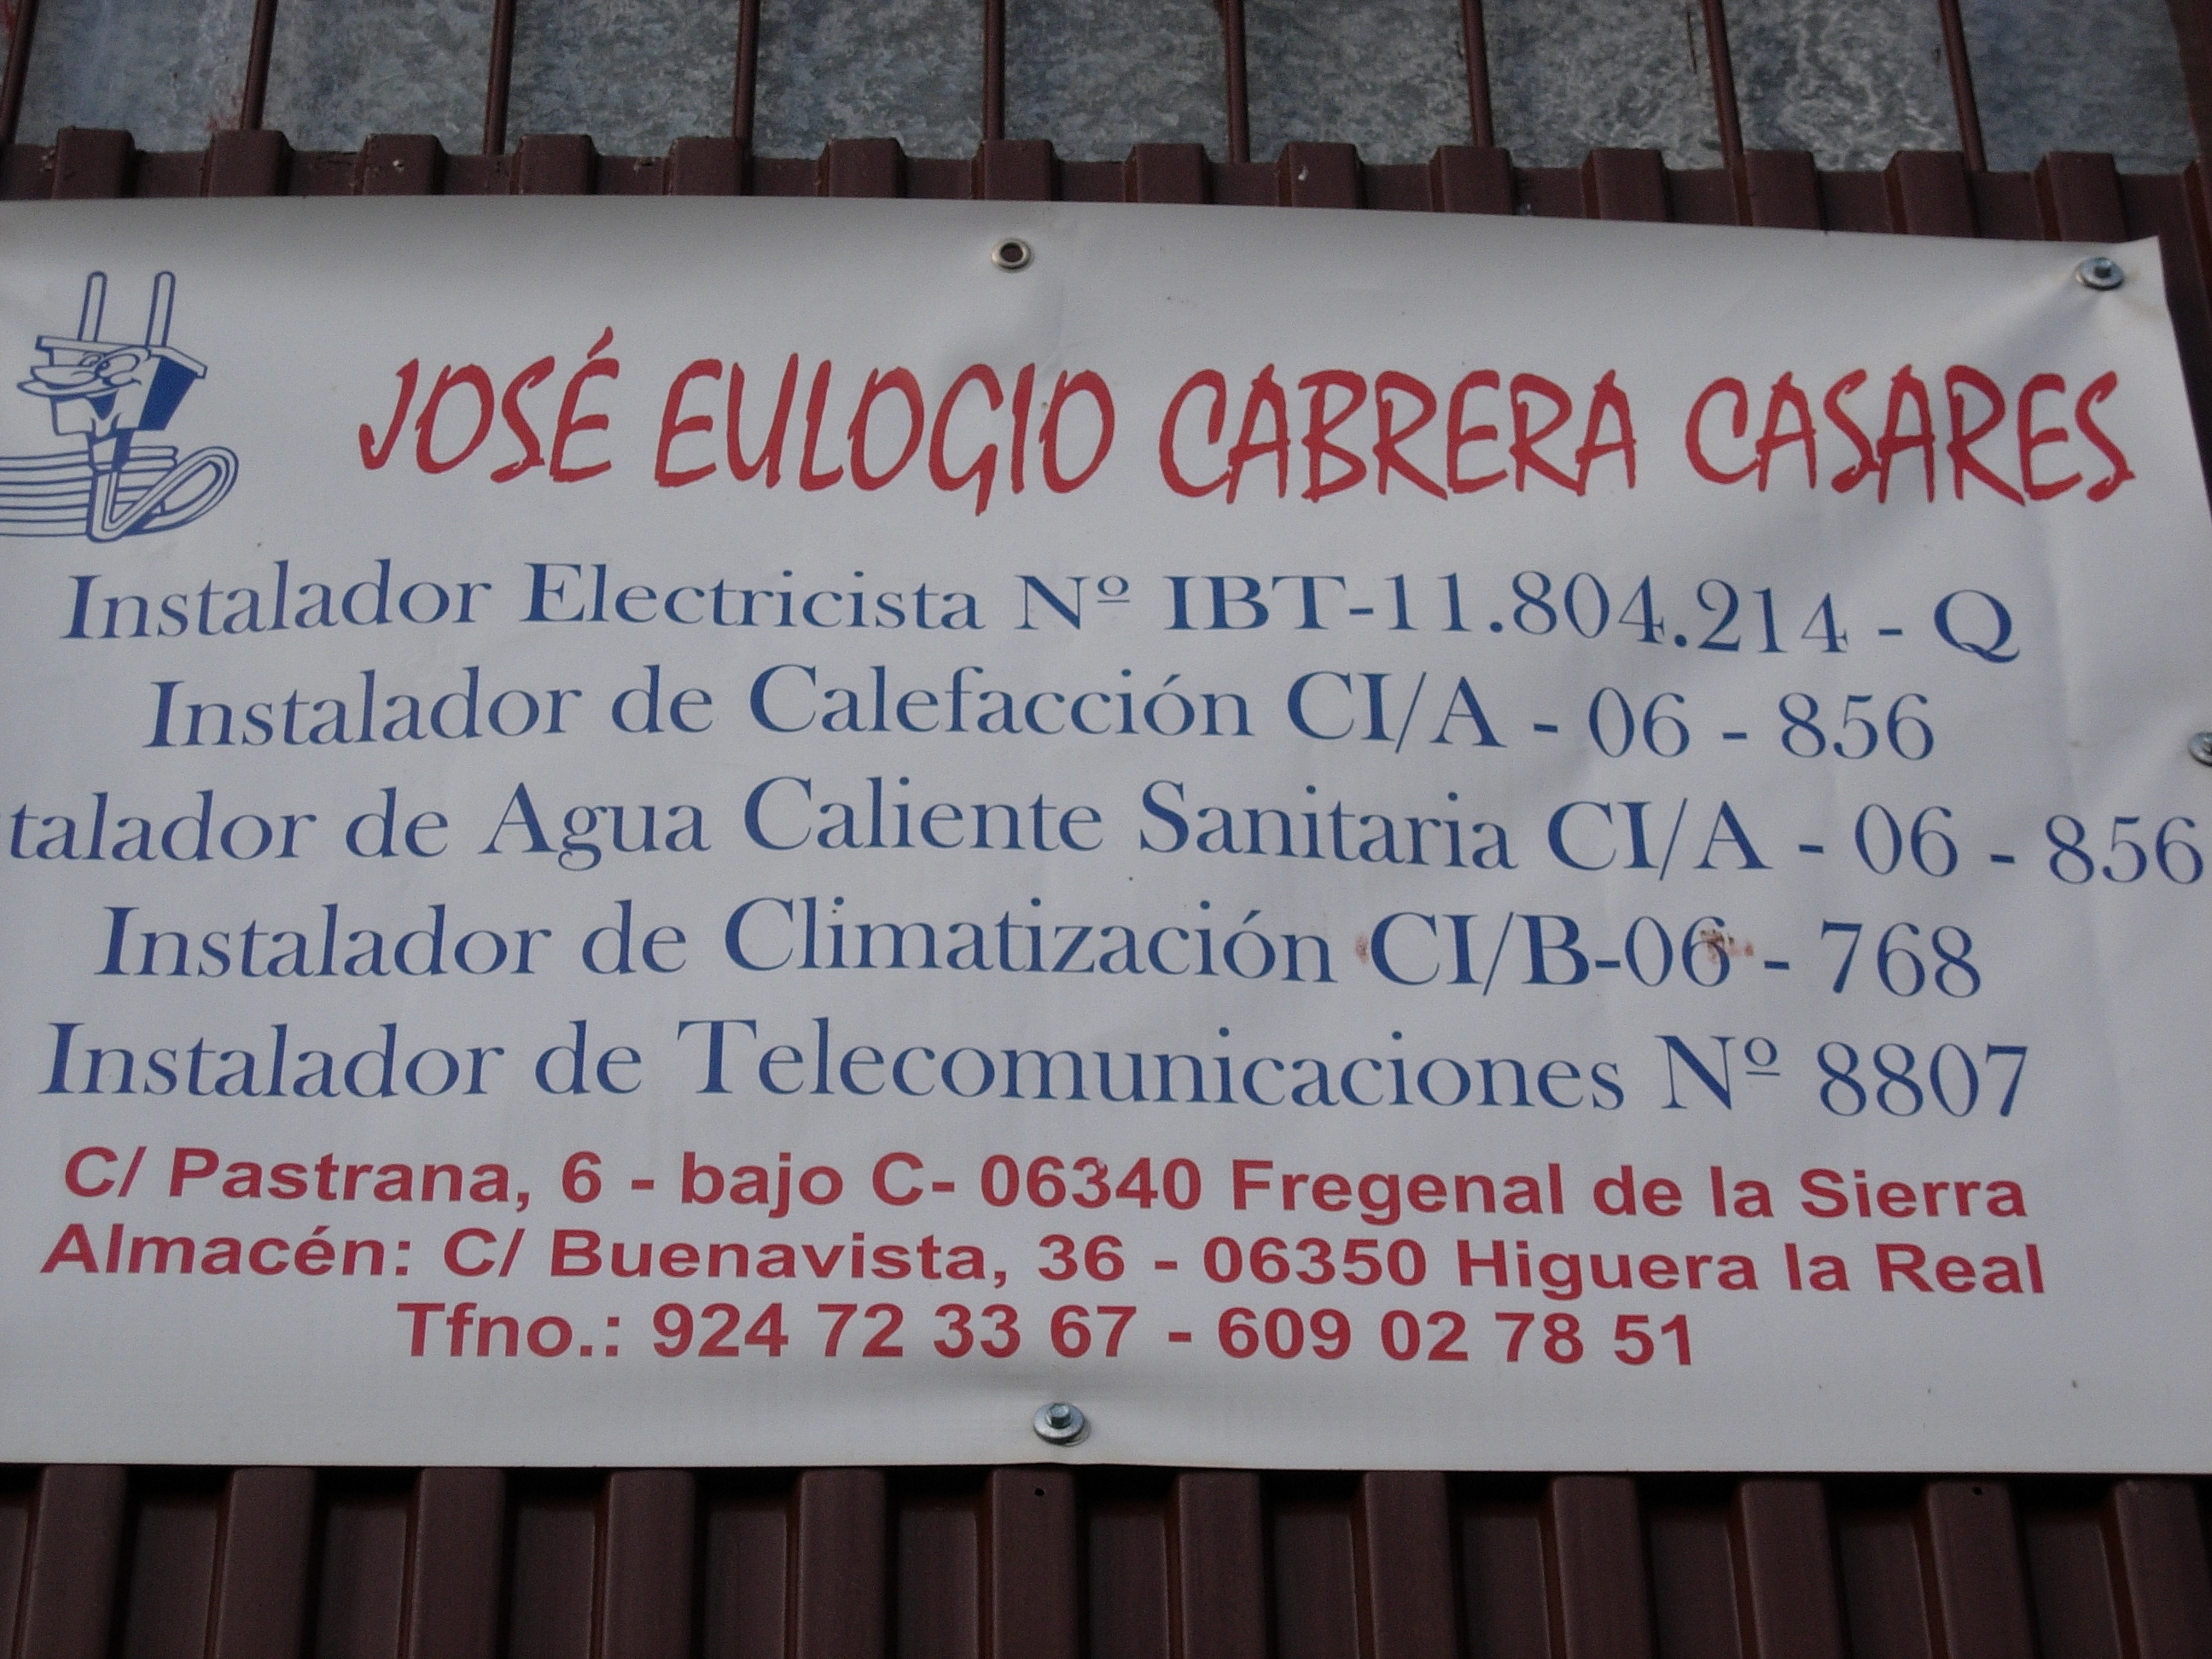 JOSÉ EULOGIO CABRERA CASARES
Instalador Electricista Nº IBT-11.804.214 - Q
Instalador de Calefacción CI/A - 06 - 856
talador de Agua Caliente Sanitaria CI/A - 06 - 856
Instalador de Climatización CI/B-06 - 768
Instalador de Telecomunicaciones Nº 8807
C/ Pastrana, 6 - bajo C- 06340 Fregenal de la Sierra
Almacén: C/ Buenavista, 36 - 06350 Higuera la Real
Tfno.: 924 72 33 67 - 609 02 78 51